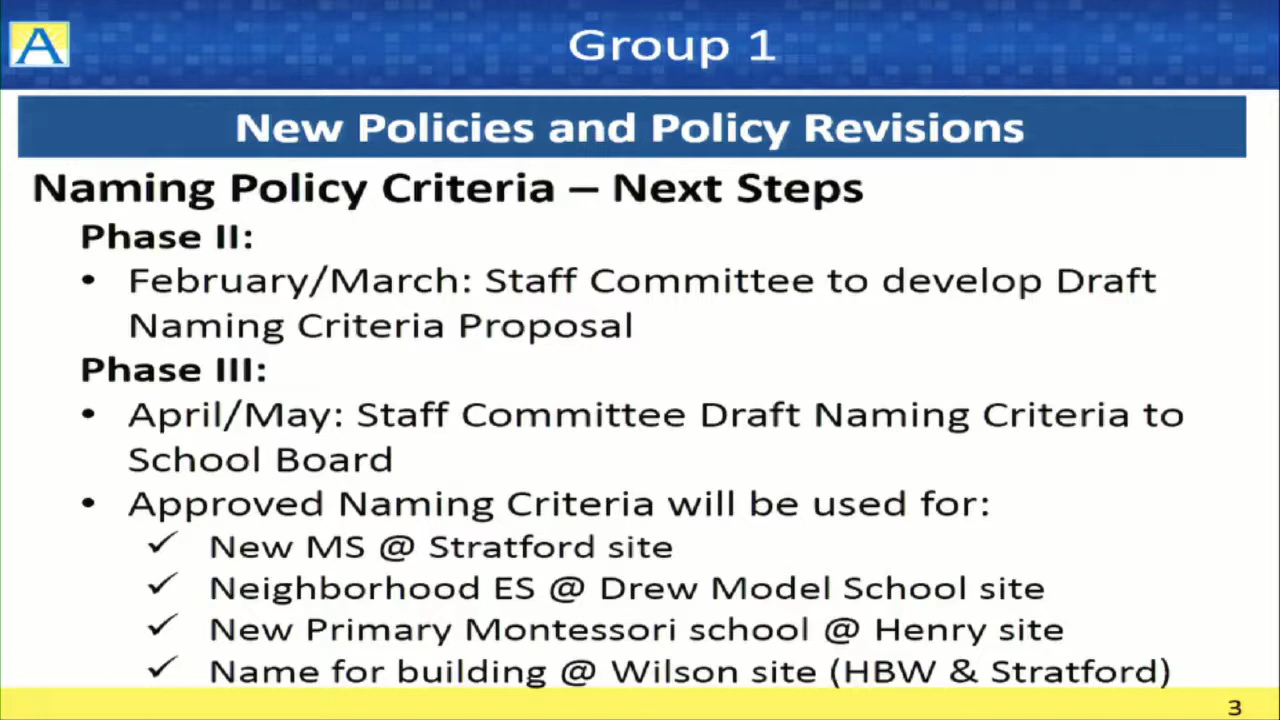 A
Group 1
New Policies and Policy Revisions
Naming Policy Criteria – Next Steps
Phase II:
• February/March: Staff Committee to develop Draft
Naming Criteria Proposal
Phase III:
• April/May: Staff Committee Draft Naming Criteria to
School Board
• Approved Naming Criteria will be used for:
✓ New MS @ Stratford site
✓ Neighborhood ES @ Drew Model School site
✓ New Primary Montessori school @ Henry site
✓ Name for building @ Wilson site (HBW & Stratford)
3